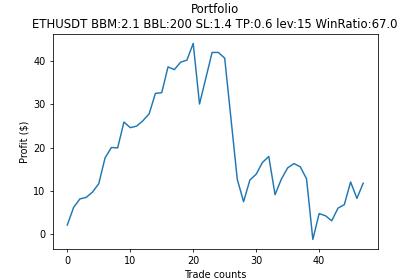 Portfolio
ETHUSDT BBM:2.1 BBL:200 SL:1.4 TP:0.6 lev:15 WinRatio:67.0
Profit ($)
40
30
20
10
0
0 10 20 30 40
Trade counts